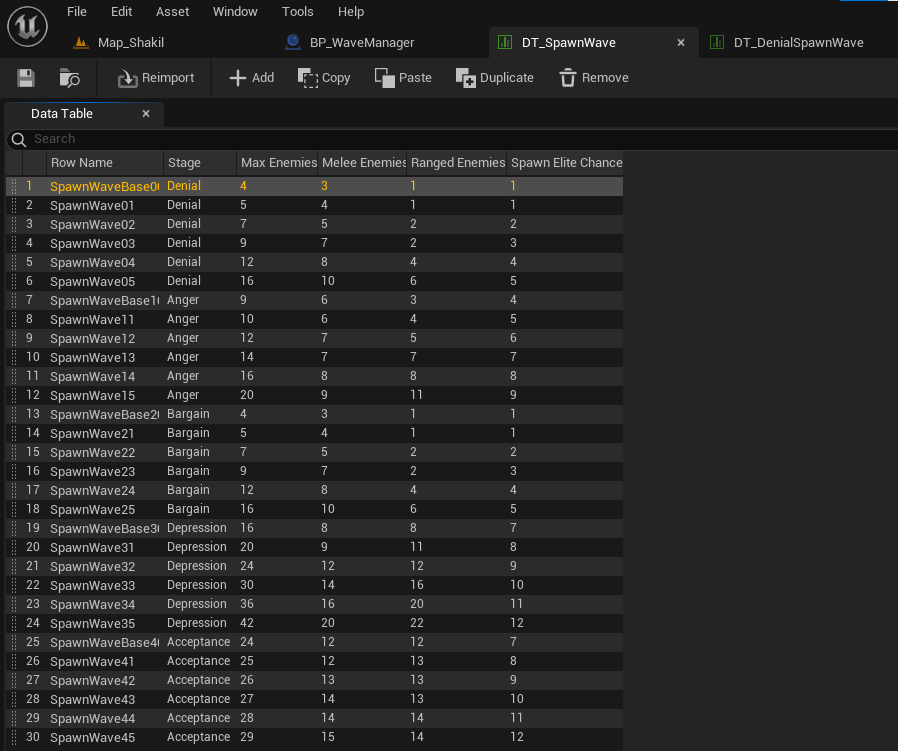 File Edit Asset Window Tools Help
Map_Shakil BP_WaveManager DT_SpawnWave × DT_DenialSpawnWave
Reimport Add Copy Paste Duplicate Remove
Data Table ×
Search
Row Name Stage Max Enemies Melee Enemies Ranged Enemies Spawn Elite Chance
1 SpawnWaveBase0 Denial 4 3 1 1
2 SpawnWave01 Denial 5 4 1 1
3 SpawnWave02 Denial 7 5 2 2
4 SpawnWave03 Denial 9 7 2 3
5 SpawnWave04 Denial 12 8 4 4
6 SpawnWave05 Denial 16 10 6 5
7 SpawnWaveBase1 Anger 9 6 3 4
8 SpawnWave11 Anger 10 6 4 5
9 SpawnWave12 Anger 12 7 5 6
10 SpawnWave13 Anger 14 7 7 7
11 SpawnWave14 Anger 16 8 8 8
12 SpawnWave15 Anger 20 9 11 9
13 SpawnWaveBase2 Bargain 4 3 1 1
14 SpawnWave21 Bargain 5 4 1 1
15 SpawnWave22 Bargain 7 5 2 2
16 SpawnWave23 Bargain 9 7 2 3
17 SpawnWave24 Bargain 12 8 4 4
18 SpawnWave25 Bargain 16 10 6 5
19 SpawnWaveBase3 Depression 16 8 8 7
20 SpawnWave31 Depression 20 9 11 8
21 SpawnWave32 Depression 24 12 12 9
22 SpawnWave33 Depression 30 14 16 10
23 SpawnWave34 Depression 36 16 20 11
24 SpawnWave35 Depression 42 20 22 12
25 SpawnWaveBase4 Acceptance 24 12 12 7
26 SpawnWave41 Acceptance 25 12 13 8
27 SpawnWave42 Acceptance 26 13 13 9
28 SpawnWave43 Acceptance 27 14 13 10
29 SpawnWave44 Acceptance 28 14 14 11
30 SpawnWave45 Acceptance 29 15 14 12